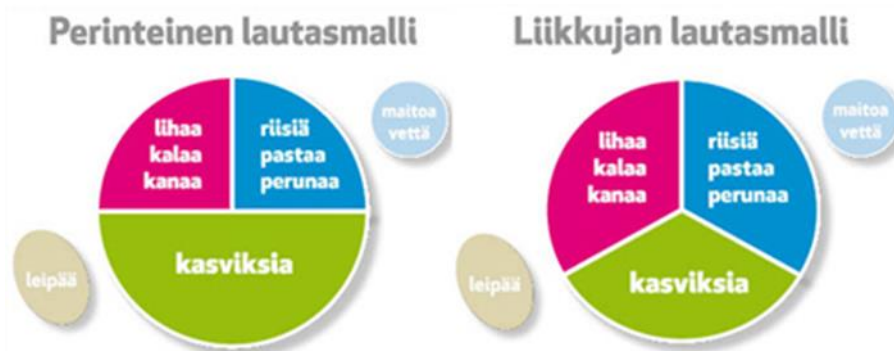 Perinteinen lautasmalli
lihaa
kalaa
kanaa
riisiä
pastaa
perunaa
maitoa
vettä
kasviksia
leipää
Liikkujan lautasmalli
lihaa
kalaa
kanaa
riisiä
pastaa
perunaa
maitoa
vettä
kasviksia
leipää